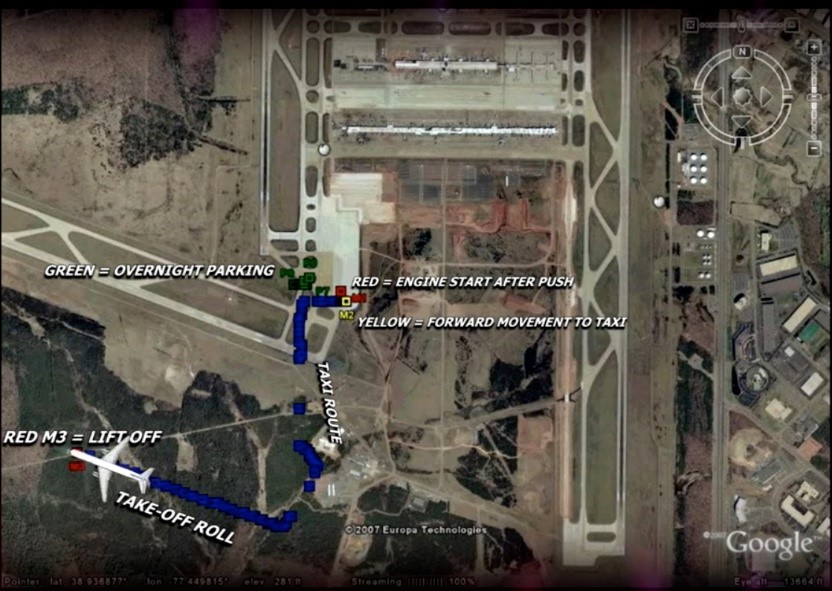 N
GREEN = OVERNIGHT PARKING
RED = ENGINE START AFTER PUSH
M2
YELLOW = FORWARD MOVEMENT TO TAXI
TAXI ROUTE
RED M3 = LIFT OFF
TAKE-OFF ROLL
© 2007 Europa Technologies
Google™
Pointer lat 38.936877° lon -77.449815° elev 281 ft
Streaming |||||||||| 100%
Eye alt 13664 ft